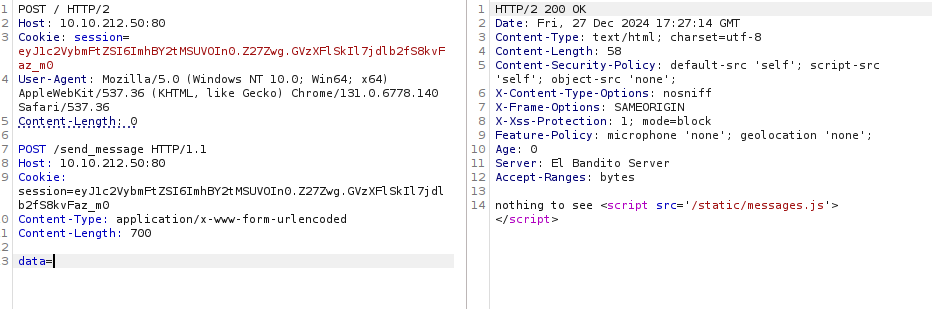 1 POST / HTTP/2
2 Host: 10.10.212.50:80
3 Cookie: session=
eyJ1c2VybmFtZSI6ImhBY2tMSUV0In0.Z27Zwg.GVzXFlSkIl7jdlb2fS8kvF
az_m0
4 User-Agent: Mozilla/5.0 (Windows NT 10.0; Win64; x64)
AppleWebKit/537.36 (KHTML, like Gecko) Chrome/131.0.6778.140
Safari/537.36
5 Content-Length: 0
6
7 POST /send_message HTTP/1.1
8 Host: 10.10.212.50:80
9 Cookie:
session=eyJ1c2VybmFtZSI6ImhBY2tMSUV0In0.Z27Zwg.GVzXFlSkIl7jdl
b2fS8kvFaz_m0
0 Content-Type: application/x-www-form-urlencoded
1 Content-Length: 700
2
3 data=
1 HTTP/2 200 OK
2 Date: Fri, 27 Dec 2024 17:27:14 GMT
3 Content-Type: text/html; charset=utf-8
4 Content-Length: 58
5 Content-Security-Policy: default-src 'self'; script-src
'self'; object-src 'none';
6 X-Content-Type-Options: nosniff
7 X-Frame-Options: SAMEORIGIN
8 X-Xss-Protection: 1; mode=block
9 Feature-Policy: microphone 'none'; geolocation 'none';
10 Age: 0
11 Server: El Bandito Server
12 Accept-Ranges: bytes
13
14 nothing to see <script src='/static/messages.js'>
</script>